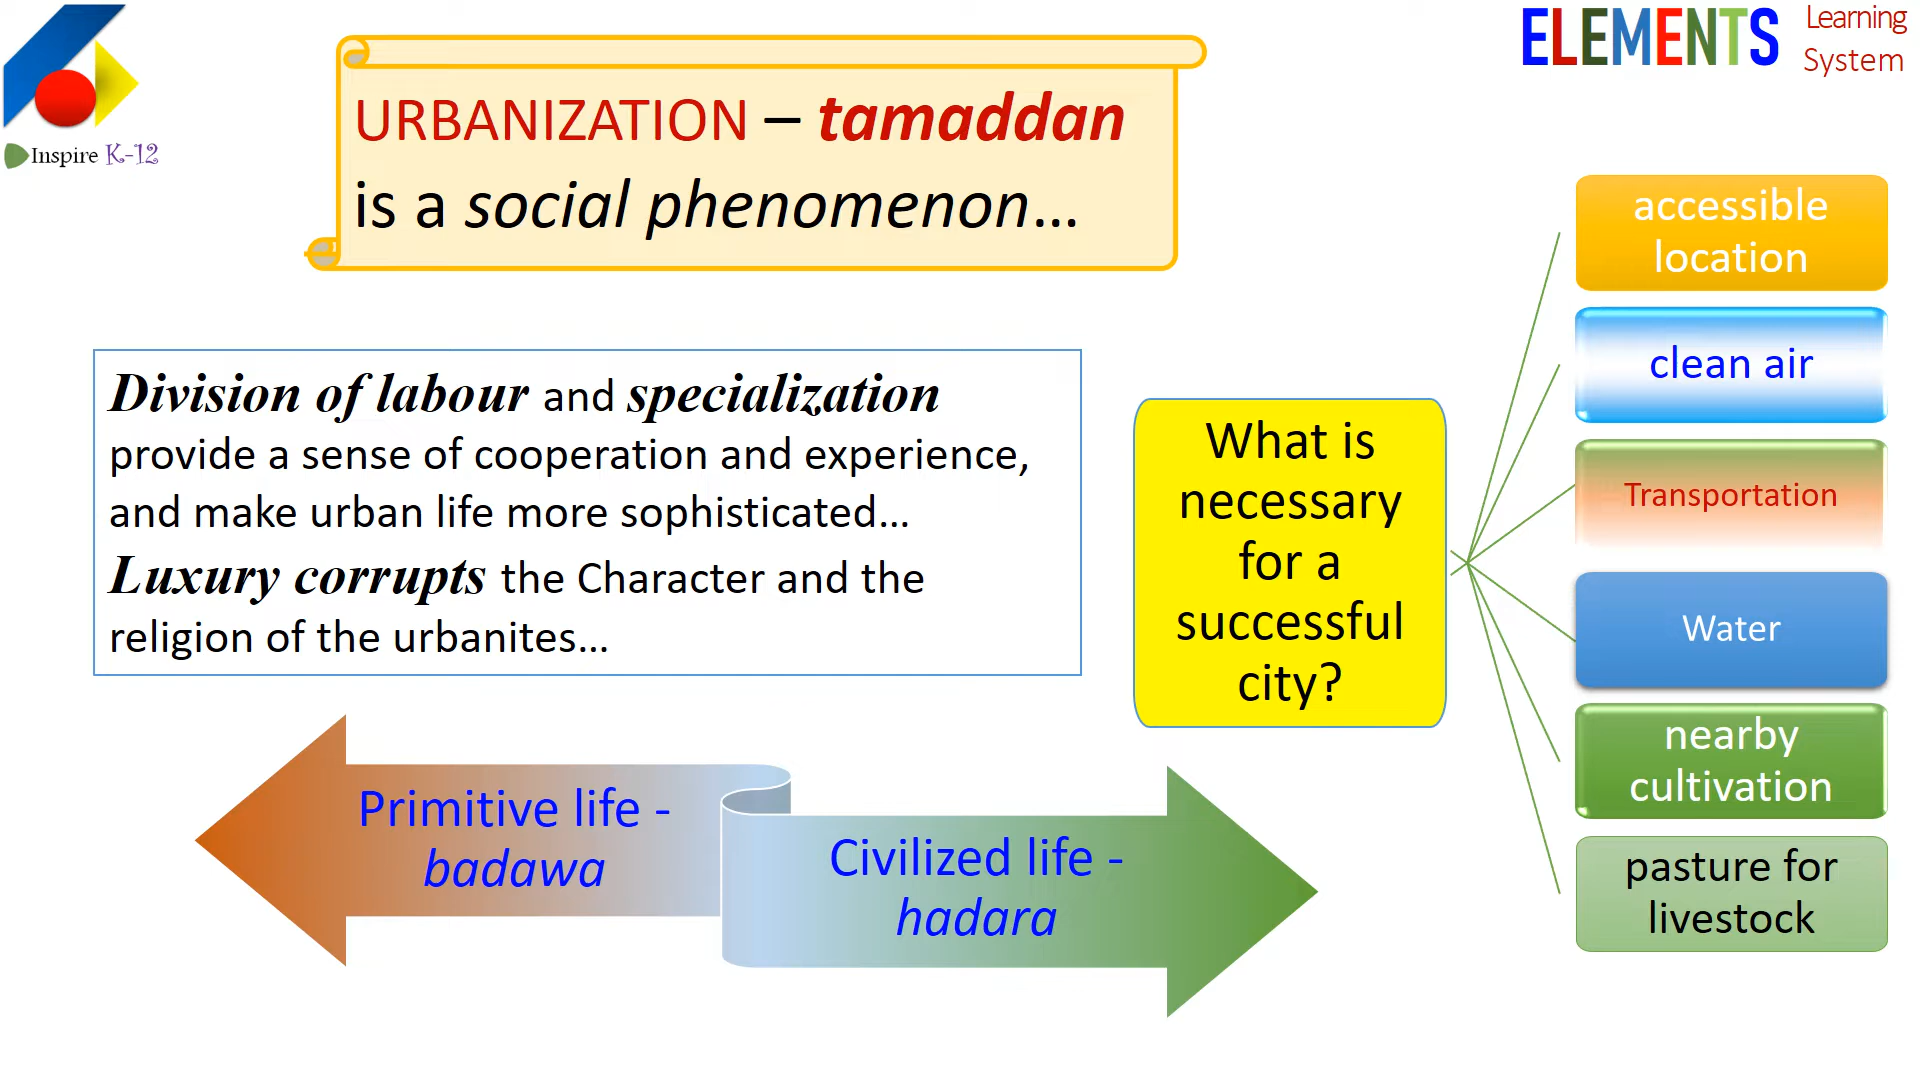 Inspire K-12
ELEMENTS Learning
System
URBANIZATION – tamaddan
is a social phenomenon...
Division of labour and specialization
provide a sense of cooperation and experience,
and make urban life more sophisticated...
Luxury corrupts the Character and the
religion of the urbanites...
Primitive life -
badawa
Civilized life -
hadara
What is
necessary
for a
successful
city?
accessible
location
clean air
Transportation
Water
nearby
cultivation
pasture for
livestock